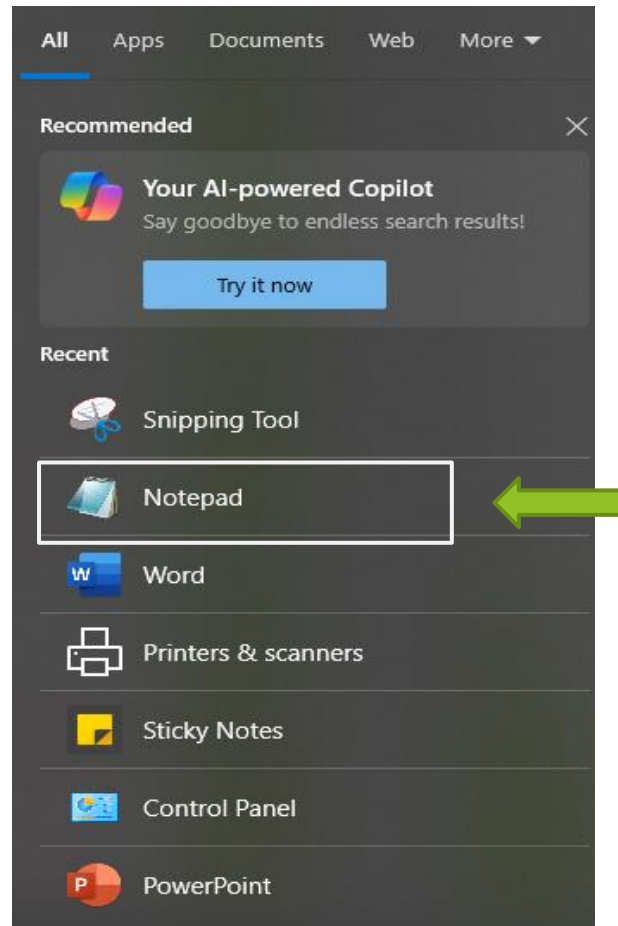 All Apps Documents Web More
Recommended
Your AI-powered Copilot
Say goodbye to endless search results!
Try it now
Recent
Snipping Tool
Notepad
W Word
Printers & scanners
Sticky Notes
Control Panel
P PowerPoint